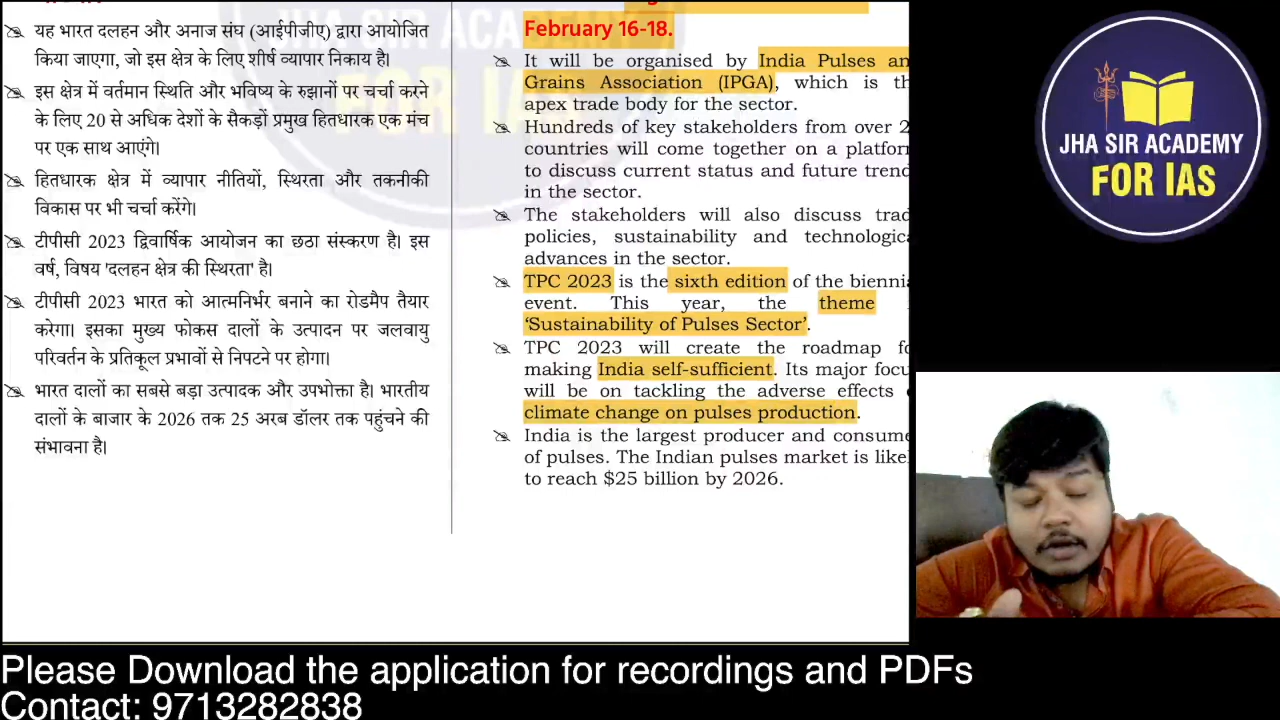 यह भारत दलहन और अनाज संघ (आईपीजीए) द्वारा आयोजित
किया जाएगा, जो इस क्षेत्र के लिए शीर्ष व्यापार निकाय है।
इस क्षेत्र में वर्तमान स्थिति और भविष्य के रुझानों पर चर्चा करने
के लिए 20 से अधिक देशों के सैकड़ों प्रमुख हितधारक एक मंच
पर एक साथ आएंगे।
हितधारक क्षेत्र में व्यापार नीतियों, स्थिरता और तकनीकी
विकास पर भी चर्चा करेंगे।
टीपीसी 2023 द्विवार्षिक आयोजन का छठा संस्करण है। इस
वर्ष, विषय 'दलहन क्षेत्र की स्थिरता' है।
टीपीसी 2023 भारत को आत्मनिर्भर बनाने का रोडमैप तैयार
करेगा। इसका मुख्य फोकस दालों के उत्पादन पर जलवायु
परिवर्तन के प्रतिकूल प्रभावों से निपटने पर होगा।
भारत दालों का सबसे बड़ा उत्पादक और उपभोक्ता है। भारतीय
दालों के बाजार के 2026 तक 25 अरब डॉलर तक पहुंचने की
संभावना है।
February 16-18.
It will be organised by India Pulses an
Grains Association (IPGA), which is th
apex trade body for the sector.
Hundreds of key stakeholders from over 2
countries will come together on a platform
to discuss current status and future trend
in the sector.
The stakeholders will also discuss trad
policies, sustainability and technologica
advances in the sector.
TPC 2023 is the sixth edition of the biennia
event. This year, the theme
‘Sustainability of Pulses Sector’.
TPC 2023 will create the roadmap fo
making India self-sufficient. Its major focu
will be on tackling the adverse effects
climate change on pulses production.
India is the largest producer and consume
of pulses. The Indian pulses market is likel
to reach $25 billion by 2026.
JHA SIR ACADEMY
FOR IAS
JHA SIR ACADEMY
FOR IAS
Please Download the application for recordings and PDFs
Contact: 9713282838